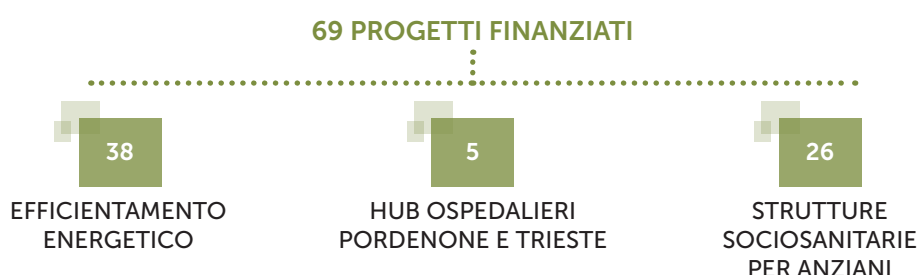 69 PROGETTI FINANZIATI
38
EFFICIENTAMENTO
ENERGETICO
5
HUB OSPEDALIERI
PORDENONE E TRIESTE
26
STRUTTURE
SOCIOSANITARIE
PER ANZIANI